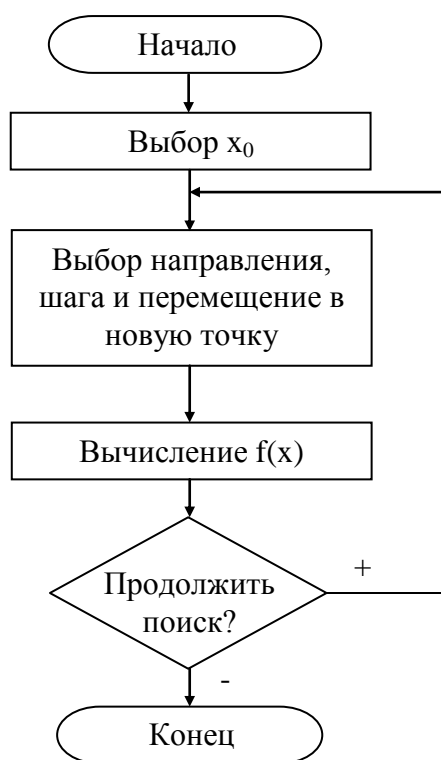 Начало
Выбор x₀
Выбор направления,
шага и перемещение в
новую точку
Вычисление f(x)
Продолжить
поиск?
+
-
Конец